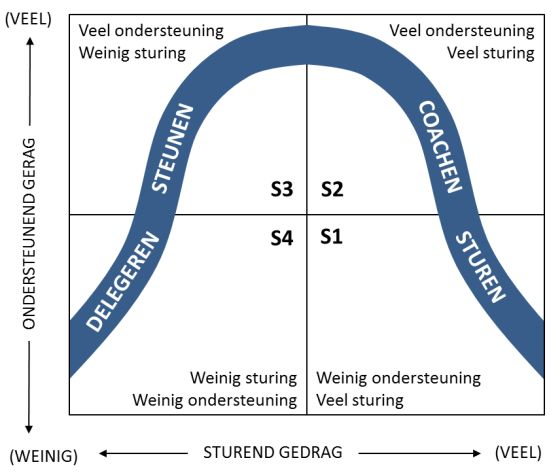 (VEEL)
Veel ondersteuning
Weinig sturing
Veel ondersteuning
Veel sturing
ONDERSTEUNEND GERAG
STEUNEN
COACHEN
S3
S2
S4
S1
DELEGEREN
STUREN
Weinig sturing
Weinig ondersteuning
Weinig ondersteuning
Veel sturing
(WEINIG)
STUREND GEDRAG
(VEEL)